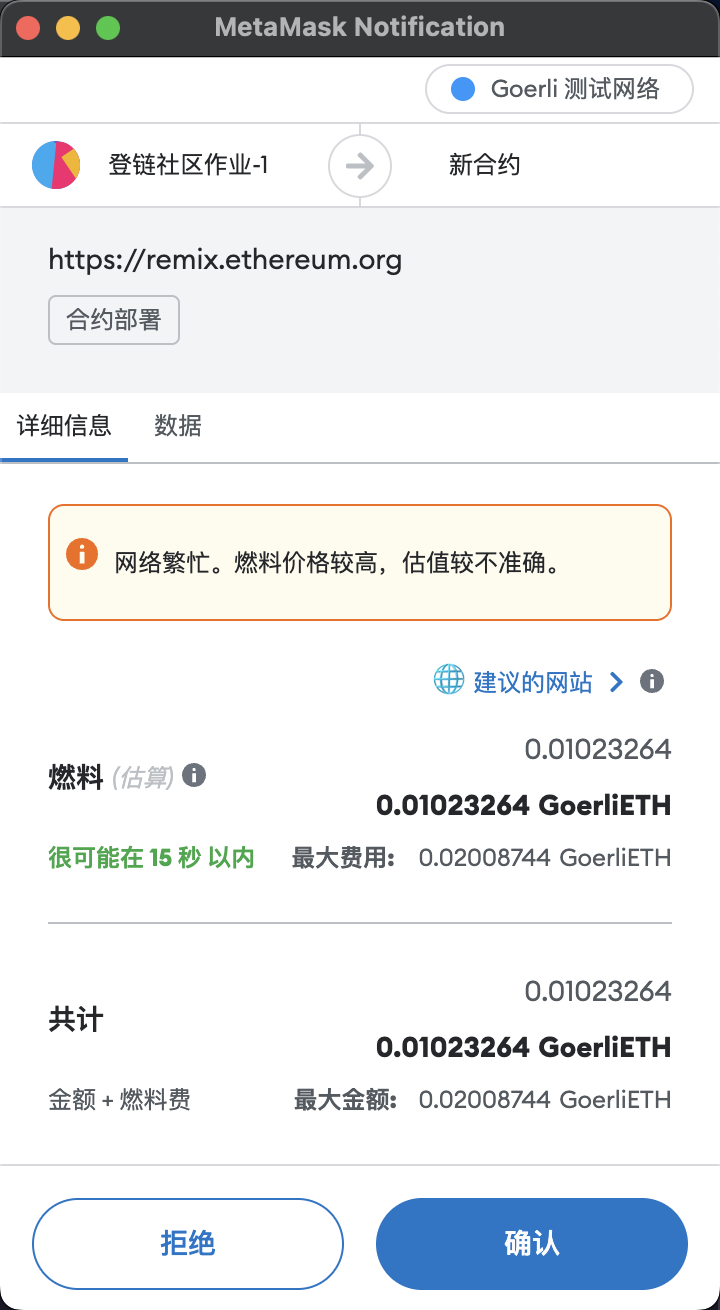 MetaMask Notification
Goerli 测试网络
登链社区作业-1
新合约
https://remix.ethereum.org
合约部署
详细信息 数据
网络繁忙。燃料价格较高，估值较不准确。
建议的网站
0.01023264
燃料 (估算)
0.01023264 GoerliETH
很可能在 15 秒 以内 最大费用: 0.02008744 GoerliETH
0.01023264
共计
0.01023264 GoerliETH
金额 + 燃料费 最大金额: 0.02008744 GoerliETH
拒绝 确认